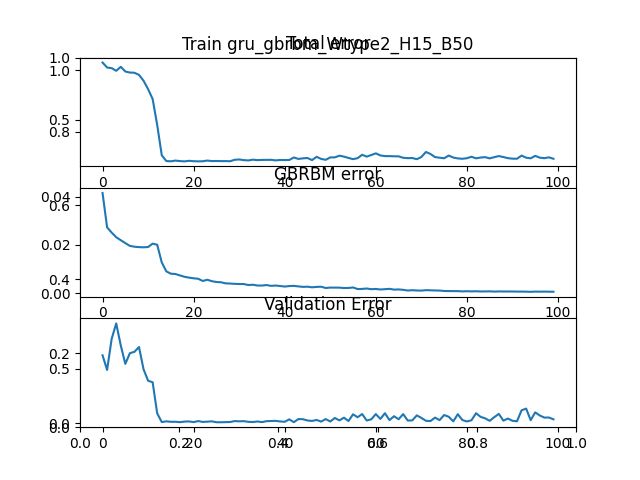 Train gru_gbrbm_Wtype2_H15_B50
Total error
1.0
1.0
0.5
0.8
0 20 40 60 80 100
GBRBM error
0.04
0.6
0.02
0.4
0.00
0 20 40 60 80 100
Validation Error
0.2
0.5
0.0
0.0
0 20 40 60 80 100
0.0 0.2 0.4 0.6 0.8 1.0